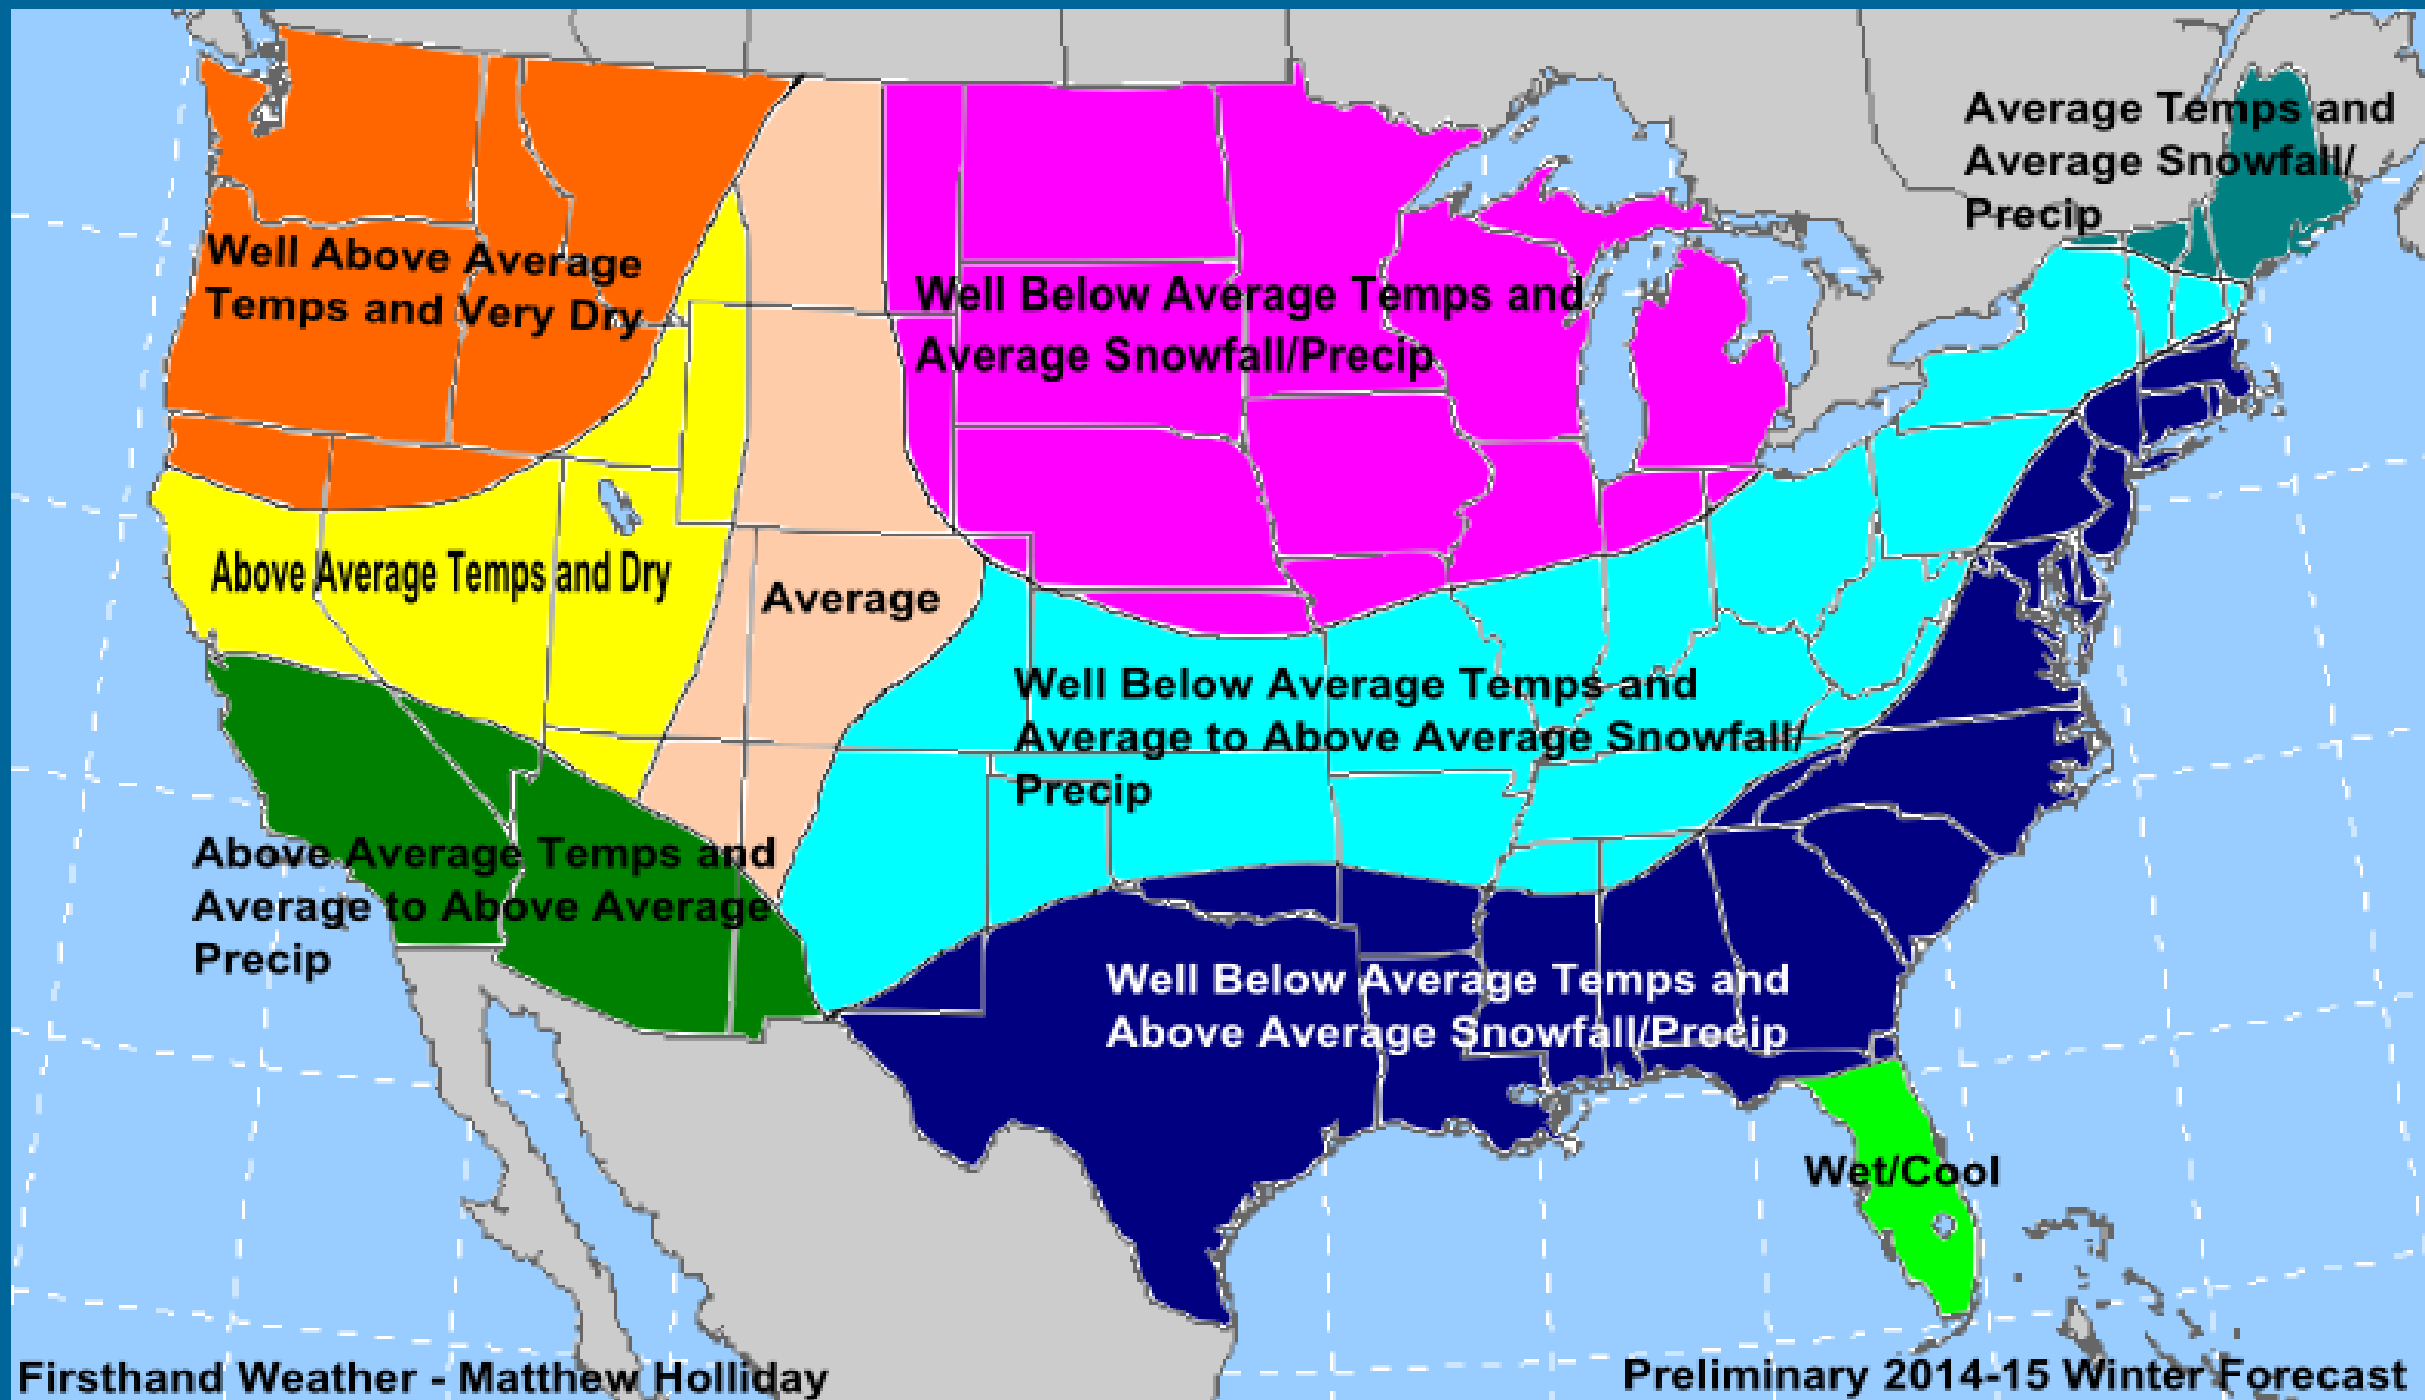 Average Temps and
Average Snowfall/
Precip
Well Above Average
Temps and Very Dry
Well Below Average Temps and
Average Snowfall/Precip
Above Average Temps and Dry
Average
Well Below Average Temps and
Average to Above Average Snowfall/
Precip
Above Average Temps and
Average to Above Average
Precip
Well Below Average Temps and
Above Average Snowfall/Precip
Wet/Cool
Firsthand Weather - Matthew Holliday
Preliminary 2014-15 Winter Forecast